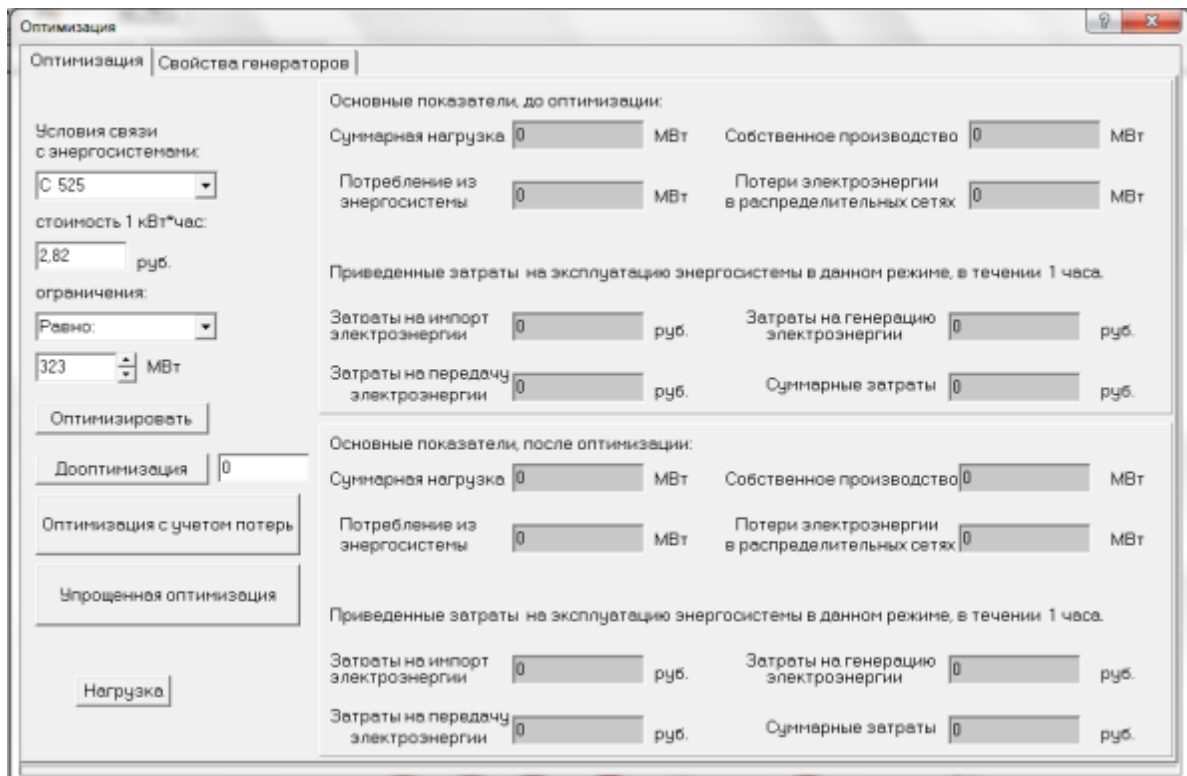 Оптимизация
Оптимизация
Свойства генераторов
Условия связи
с энергосистемами:
С 525
стоимость 1 кВт*час:
2,82
руб.
ограничения:
Равно:
323
МВт
Оптимизировать
Дооптимизация
0
Оптимизация с учетом потерь
Упрощенная оптимизация
Нагрузка
Основные показатели, до оптимизации:
Суммарная нагрузка 0 МВт
Собственное производство 0 МВт
Потребление из
энергосистемы
0 МВт
Потери электроэнергии
в распределительных сетях
0 МВт
Приведенные затраты на эксплуатацию энергосистемы в данном режиме, в течении 1 часа.
Затраты на импорт
электроэнергии
0 руб.
Затраты на генерацию
электроэнергии
0 руб.
Затраты на передачу
электроэнергии
0 руб.
Суммарные затраты 0 руб.
Основные показатели, после оптимизации:
Суммарная нагрузка 0 МВт
Собственное производство 0 МВт
Потребление из
энергосистемы
0 МВт
Потери электроэнергии
в распределительных сетях
0 МВт
Приведенные затраты на эксплуатацию энергосистемы в данном режиме, в течении 1 часа.
Затраты на импорт
электроэнергии
0 руб.
Затраты на генерацию
электроэнергии
0 руб.
Затраты на передачу
электроэнергии
0 руб.
Суммарные затраты 0 руб.